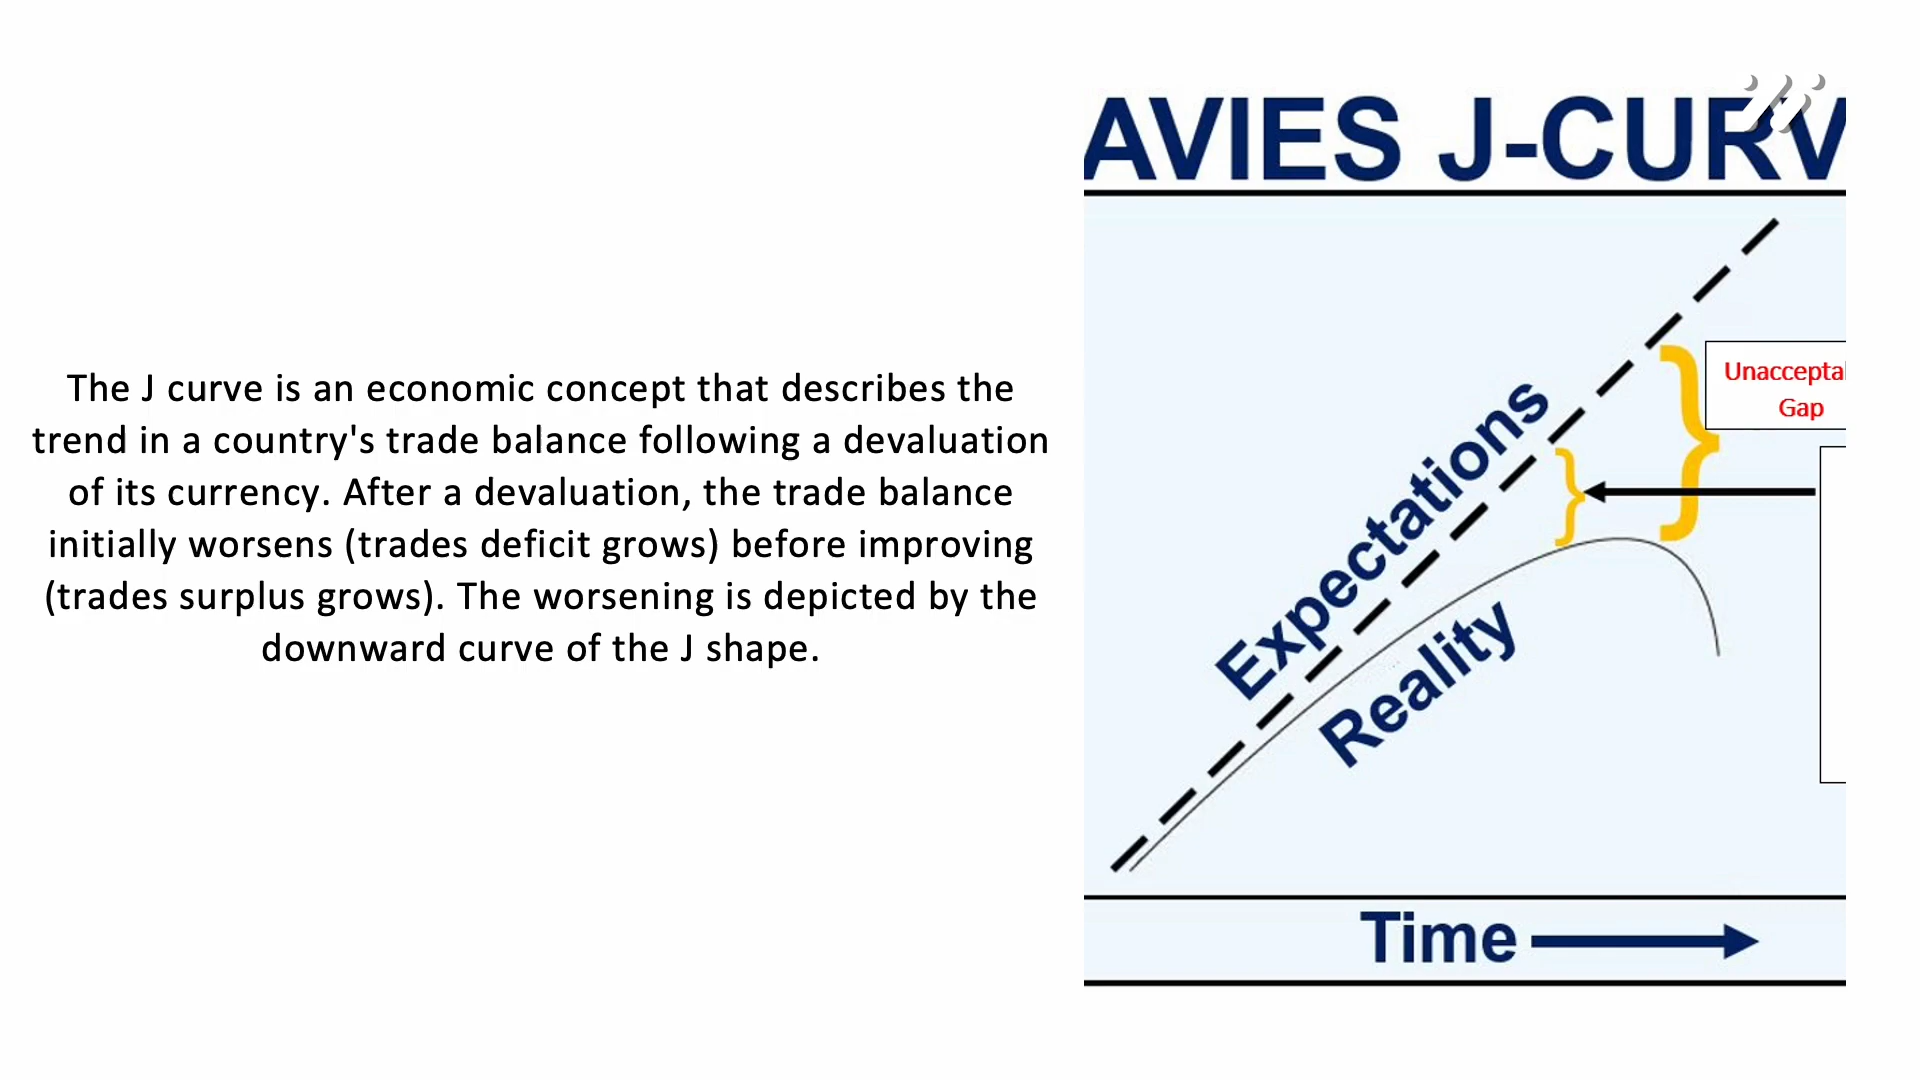 The J curve is an economic concept that describes the
trend in a country's trade balance following a devaluation
of its currency. After a devaluation, the trade balance
initially worsens (trades deficit grows) before improving
(trades surplus grows). The worsening is depicted by the
downward curve of the J shape.
AVIES J-CURV
Unaccepta
Gap
Expectations
Reality
Time